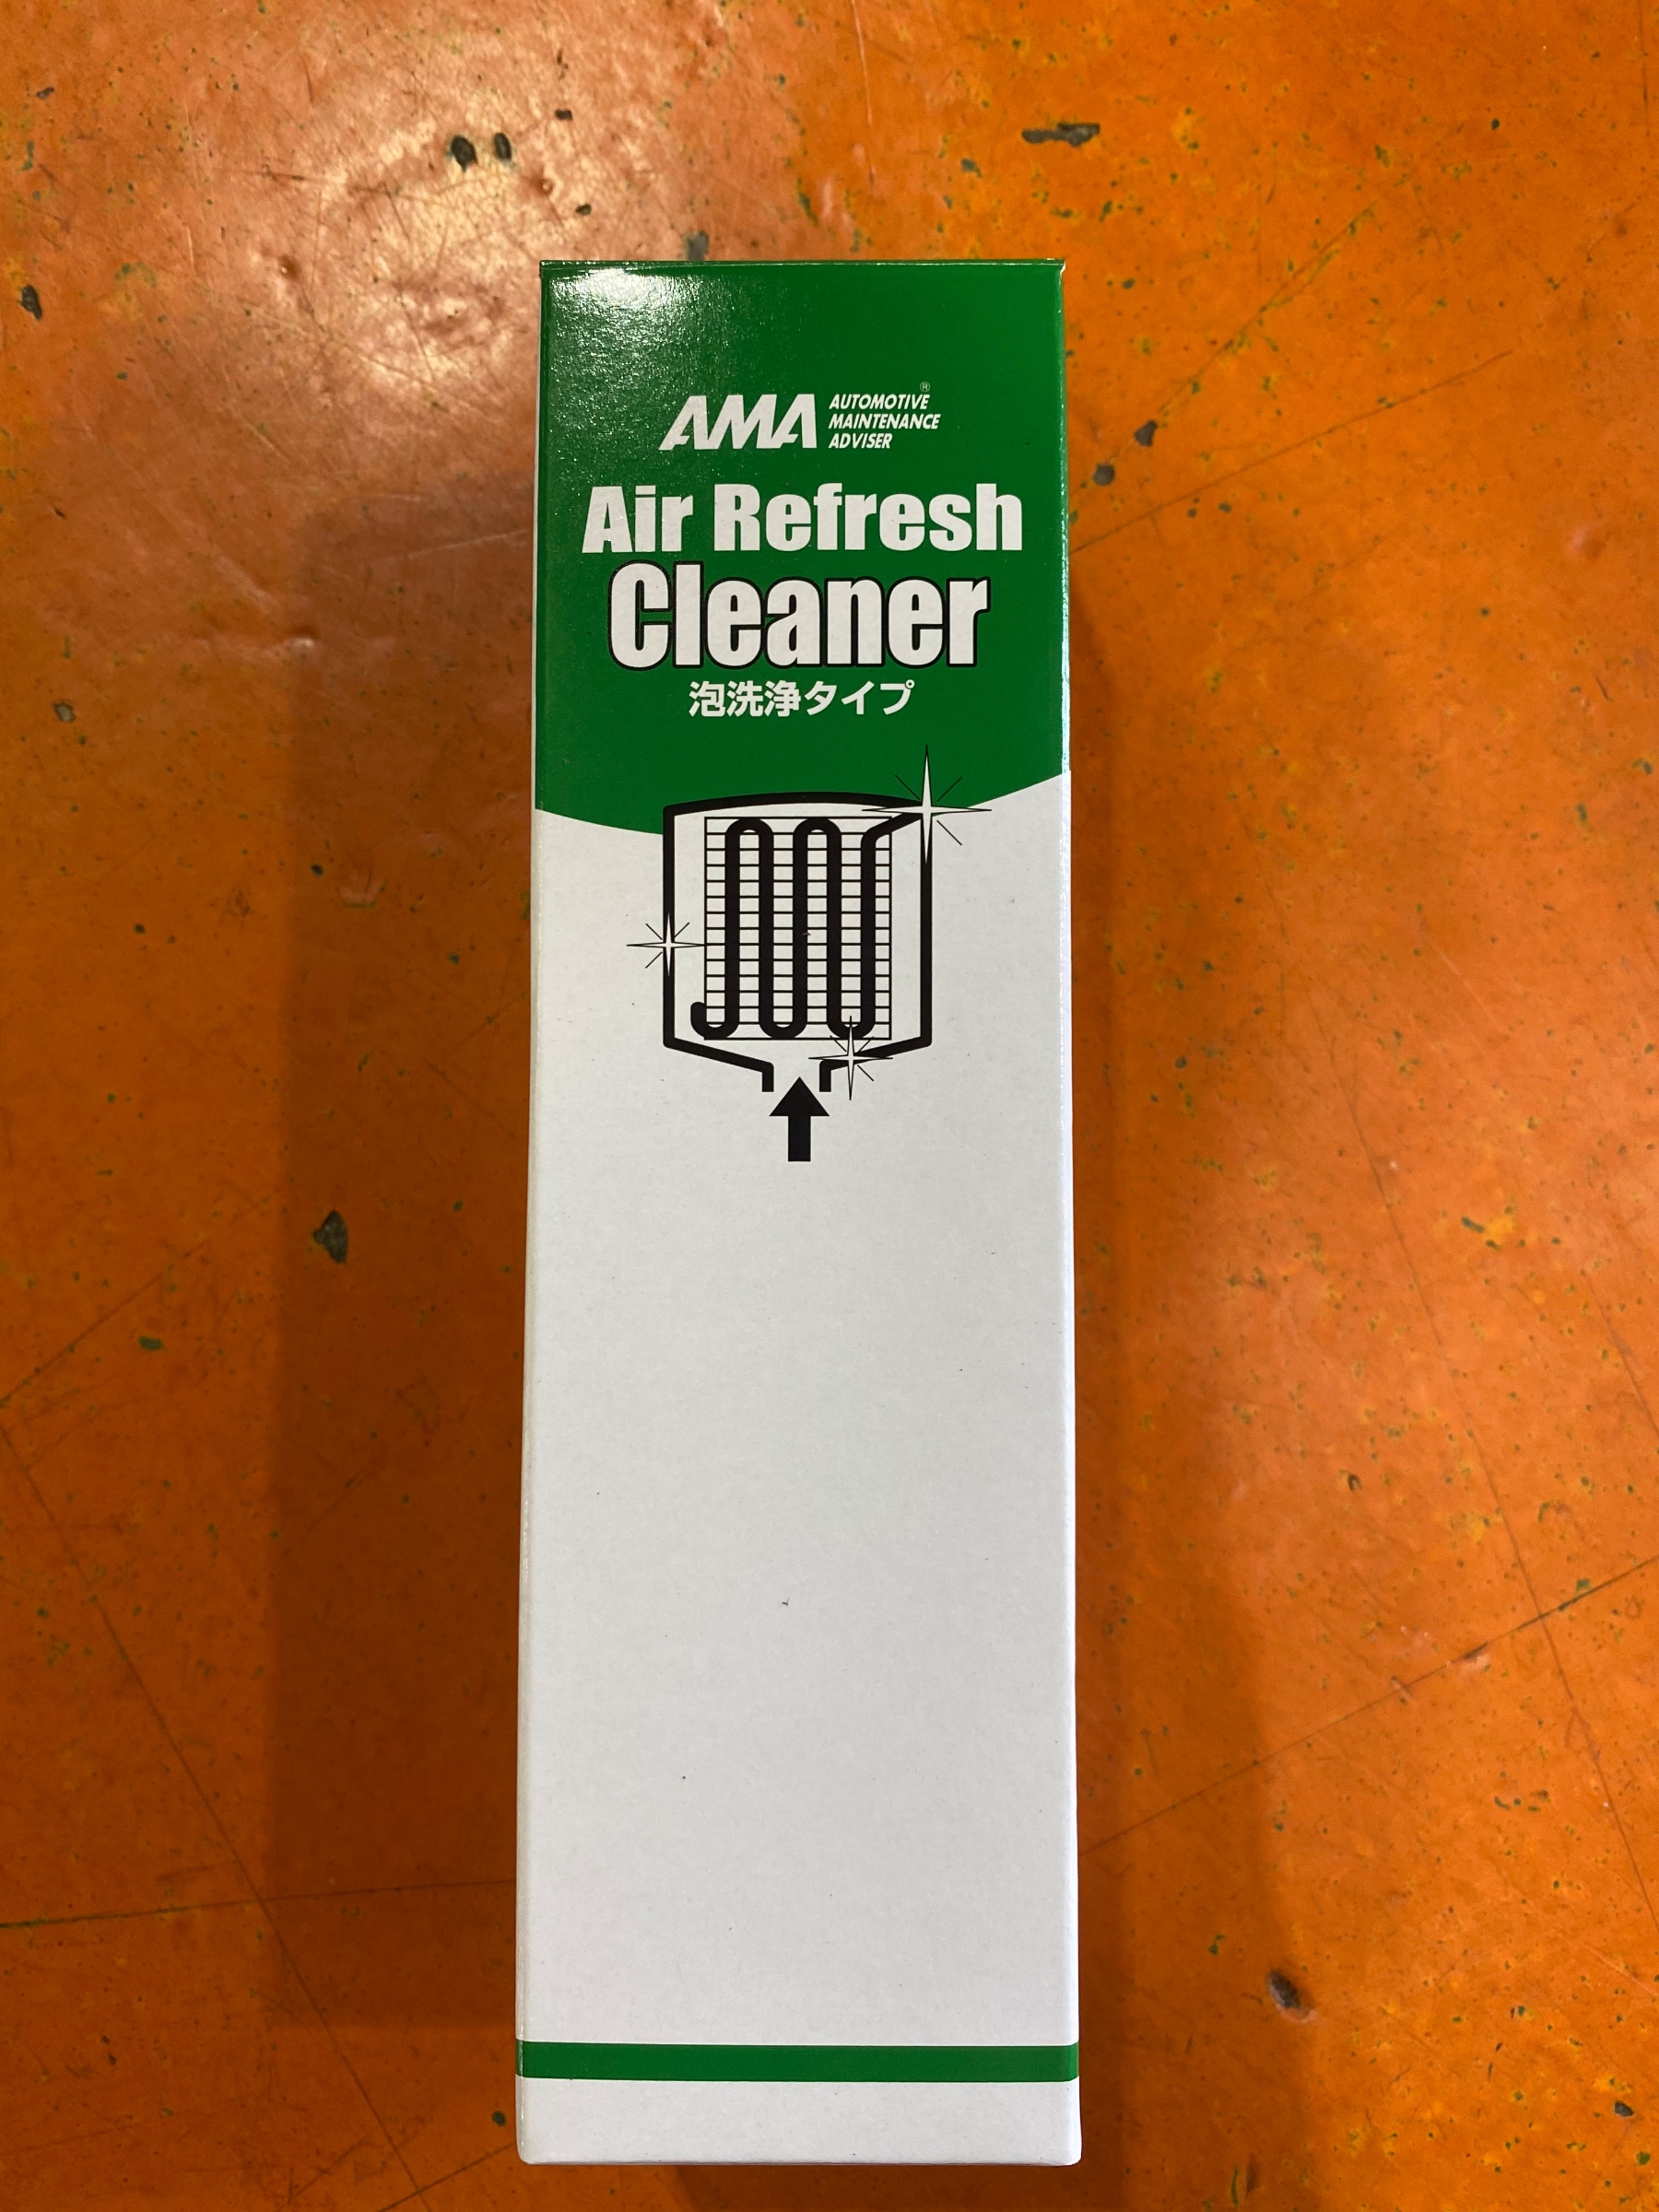 AMA AUTOMOTIVE®
MAINTENANCE
ADVISER
Air Refresh
Cleaner
泡洗浄タイプ